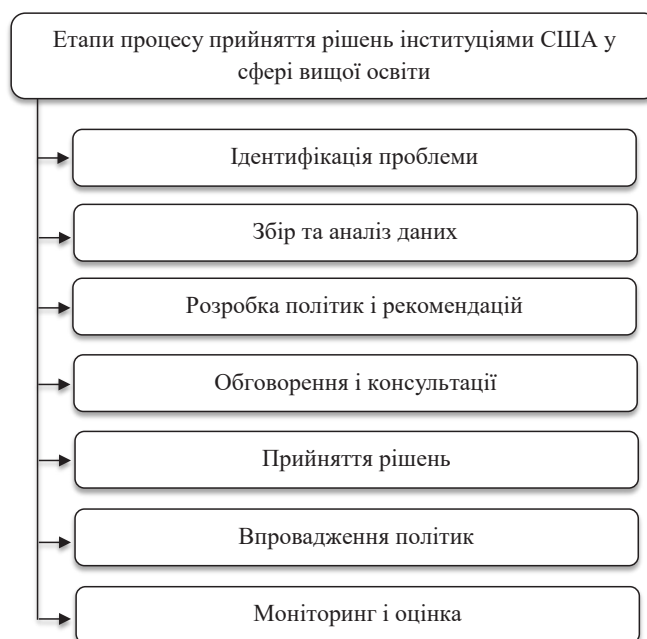 Етапи процесу прийняття рішень інституціями США у
сфері вищої освіти
Ідентифікація проблеми
Збір та аналіз даних
Розробка політик і рекомендацій
Обговорення і консультації
Прийняття рішень
Впровадження політик
Моніторинг і оцінка